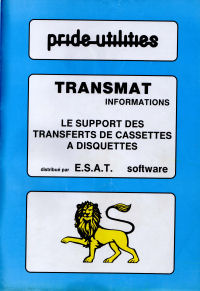 pride utilities
TRANSMAT
INFORMATIONS
LE SUPPORT DES
TRANSFERTS DE CASSETTES
A DISQUETTES
distribué par E.S.A.T. software